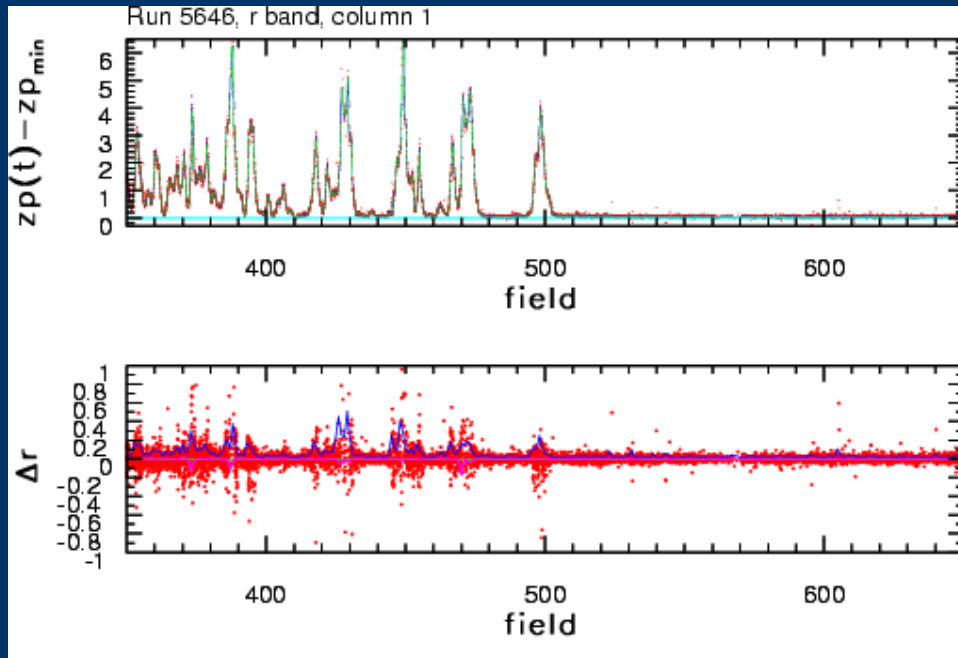 Run 5646, r band, column 1
zp(t) − zp_min
6
5
4
3
2
1
0
400 500 600
field
Δr
1
0.8
0.6
0.4
0.2
0
-0.2
-0.4
-0.6
-0.8
-1
400 500 600
field